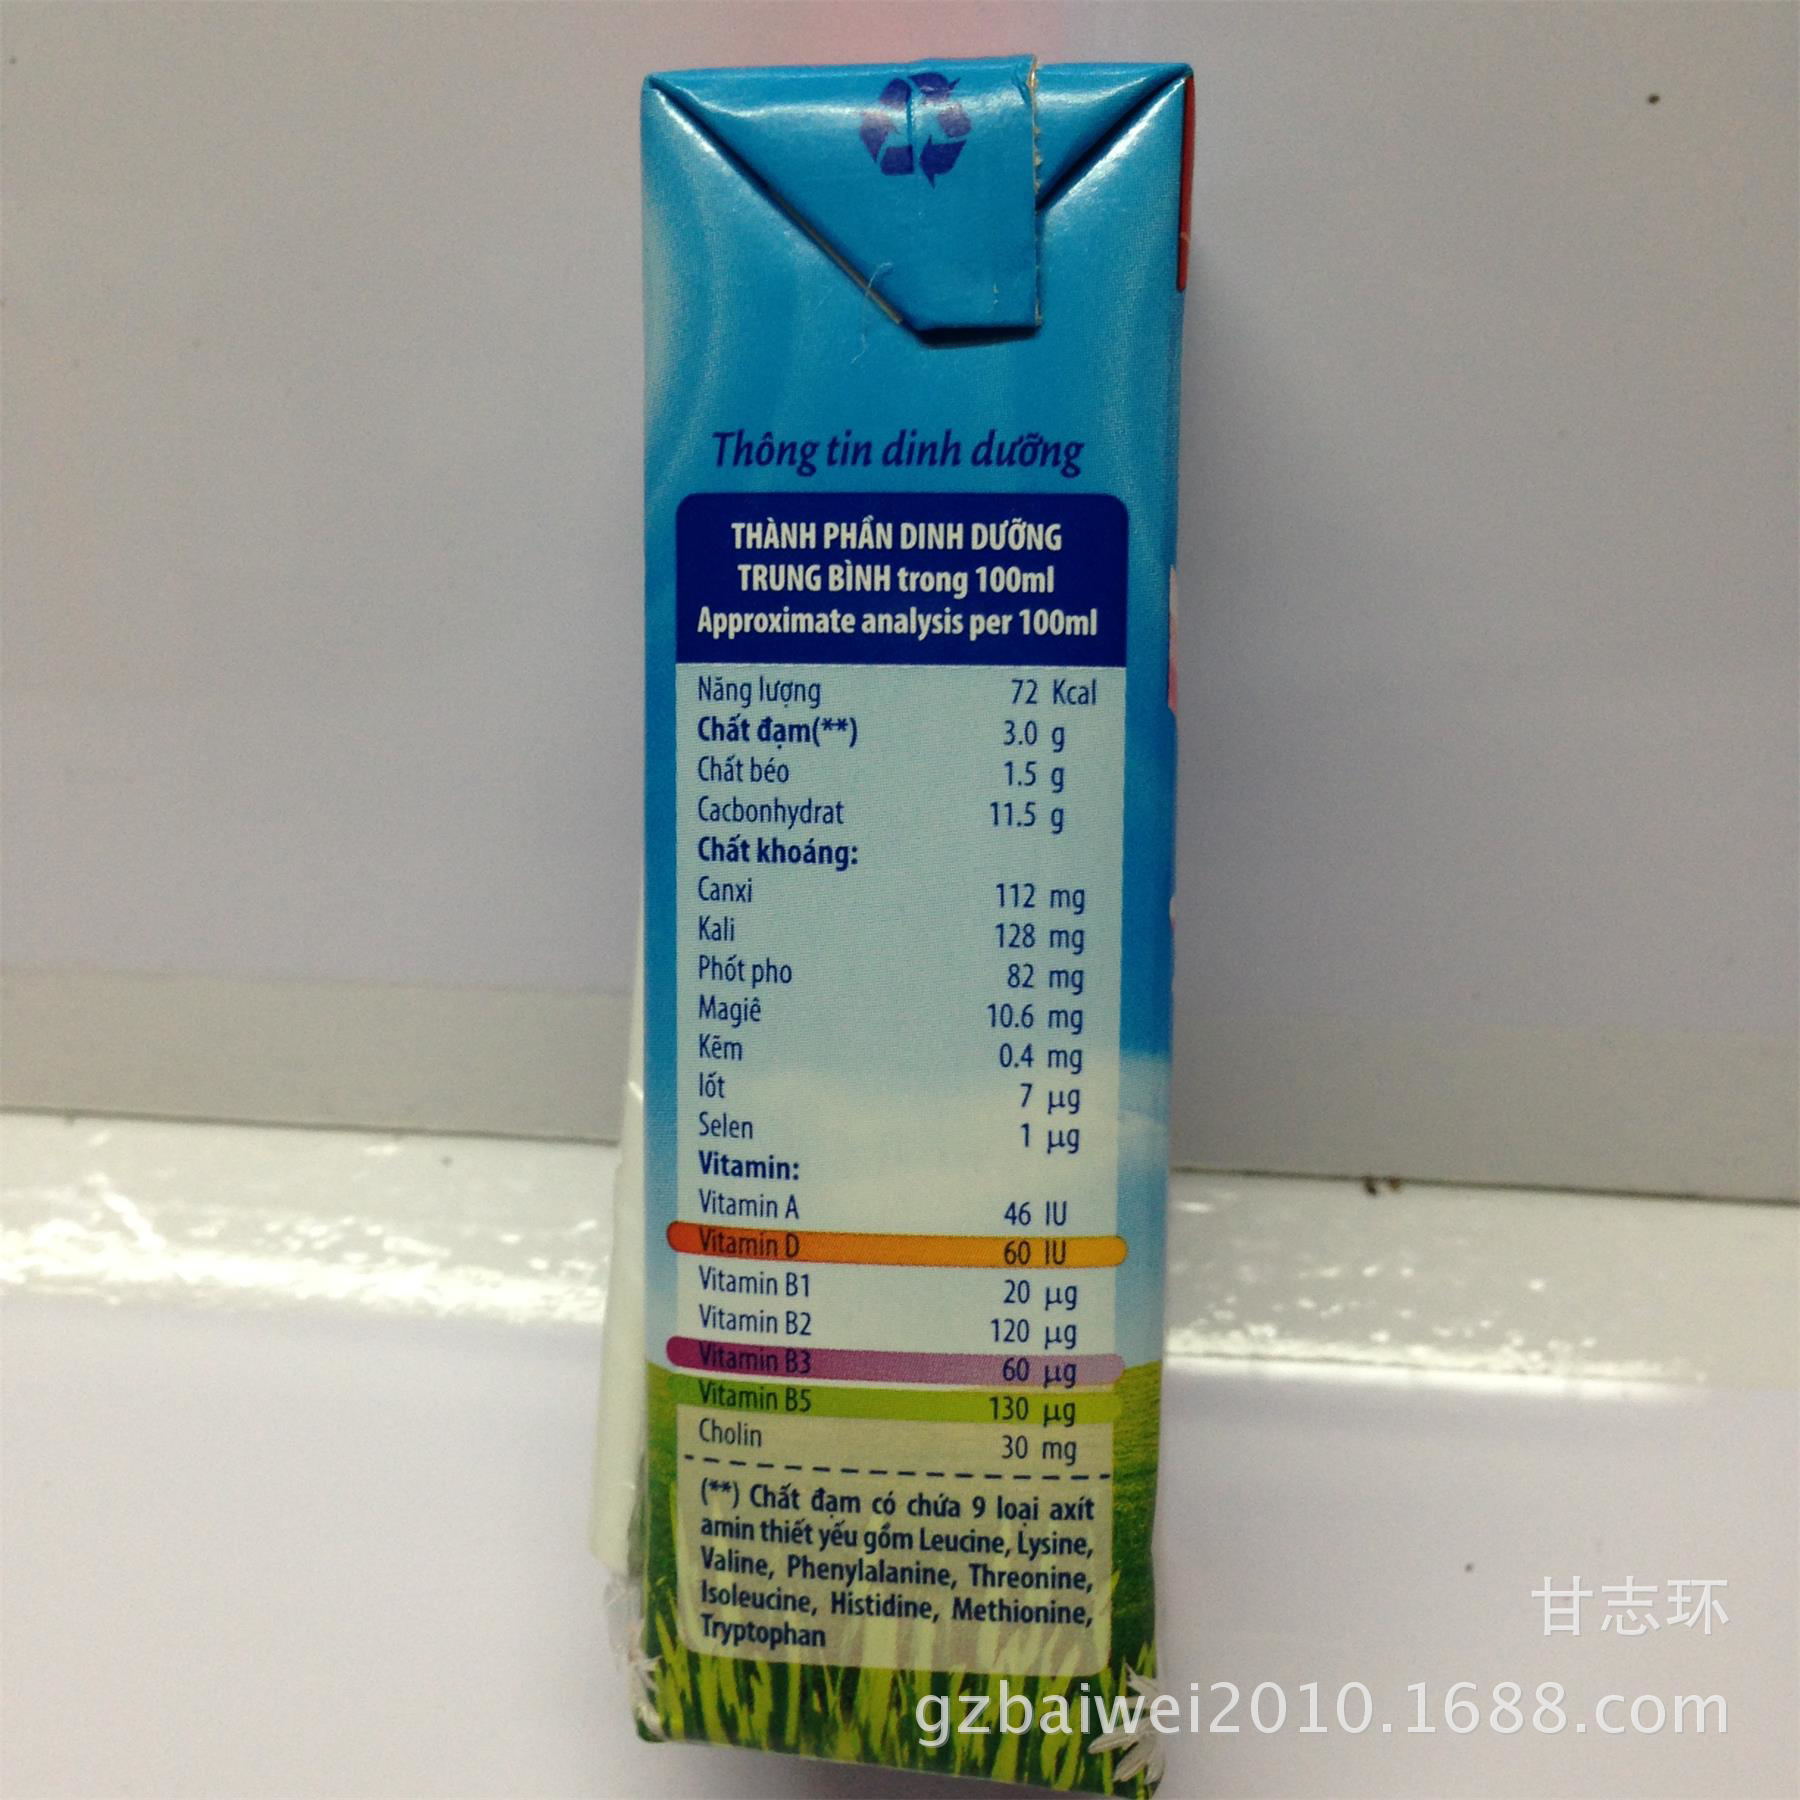 Thông tin dinh dưỡng
THÀNH PHẦN DINH DƯỠNG
TRUNG BÌNH trong 100ml
Approximate analysis per 100ml
Năng lượng 72 Kcal
Chất đạm(**) 3.0 g
Chất béo 1.5 g
Cacbonhydrat 11.5 g
Chất khoáng:
Canxi 112 mg
Kali 128 mg
Phốt pho 82 mg
Magiê 10.6 mg
Kẽm 0.4 mg
Iốt 7 µg
Selen 1 µg
Vitamin:
Vitamin A 46 IU
Vitamin D 60 IU
Vitamin B1 20 µg
Vitamin B2 120 µg
Vitamin B3 60 µg
Vitamin B5 130 µg
Cholin 30 mg
(**) Chất đạm có chứa 9 loại axít
amin thiết yếu gồm Leucine, Lysine,
Valine, Phenylalanine, Threonine,
Isoleucine, Histidine, Methionine,
Tryptophan
甘志环
gzbaiwei2010.1688.com